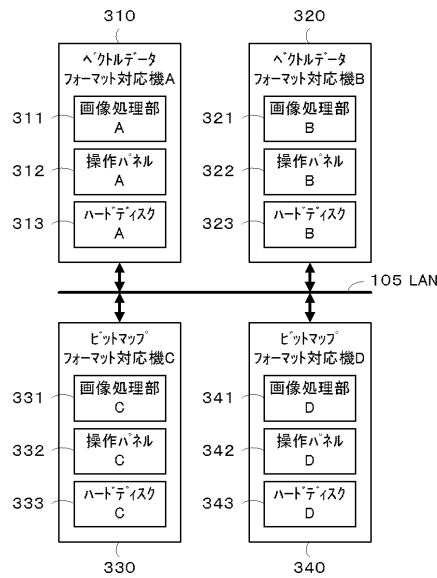 310
320
ﾍﾞｸﾄﾙﾃﾞｰﾀ
ﾌｫｰﾏｯﾄ対応機A
311
画像処理部
A
312
操作ﾊﾟﾈﾙ
A
313
ﾊｰﾄﾞﾃﾞｨｽｸ
A
ﾍﾞｸﾄﾙﾃﾞｰﾀ
ﾌｫｰﾏｯﾄ対応機B
321
画像処理部
B
322
操作ﾊﾟﾈﾙ
B
323
ﾊｰﾄﾞﾃﾞｨｽｸ
B
105 LAN
ﾋﾞｯﾄﾏｯﾌﾟ
ﾌｫｰﾏｯﾄ対応機C
331
画像処理部
C
332
操作ﾊﾟﾈﾙ
C
333
ﾊｰﾄﾞﾃﾞｨｽｸ
C
ﾋﾞｯﾄﾏｯﾌﾟ
ﾌｫｰﾏｯﾄ対応機D
341
画像処理部
D
342
操作ﾊﾟﾈﾙ
D
343
ﾊｰﾄﾞﾃﾞｨｽｸ
D
330
340